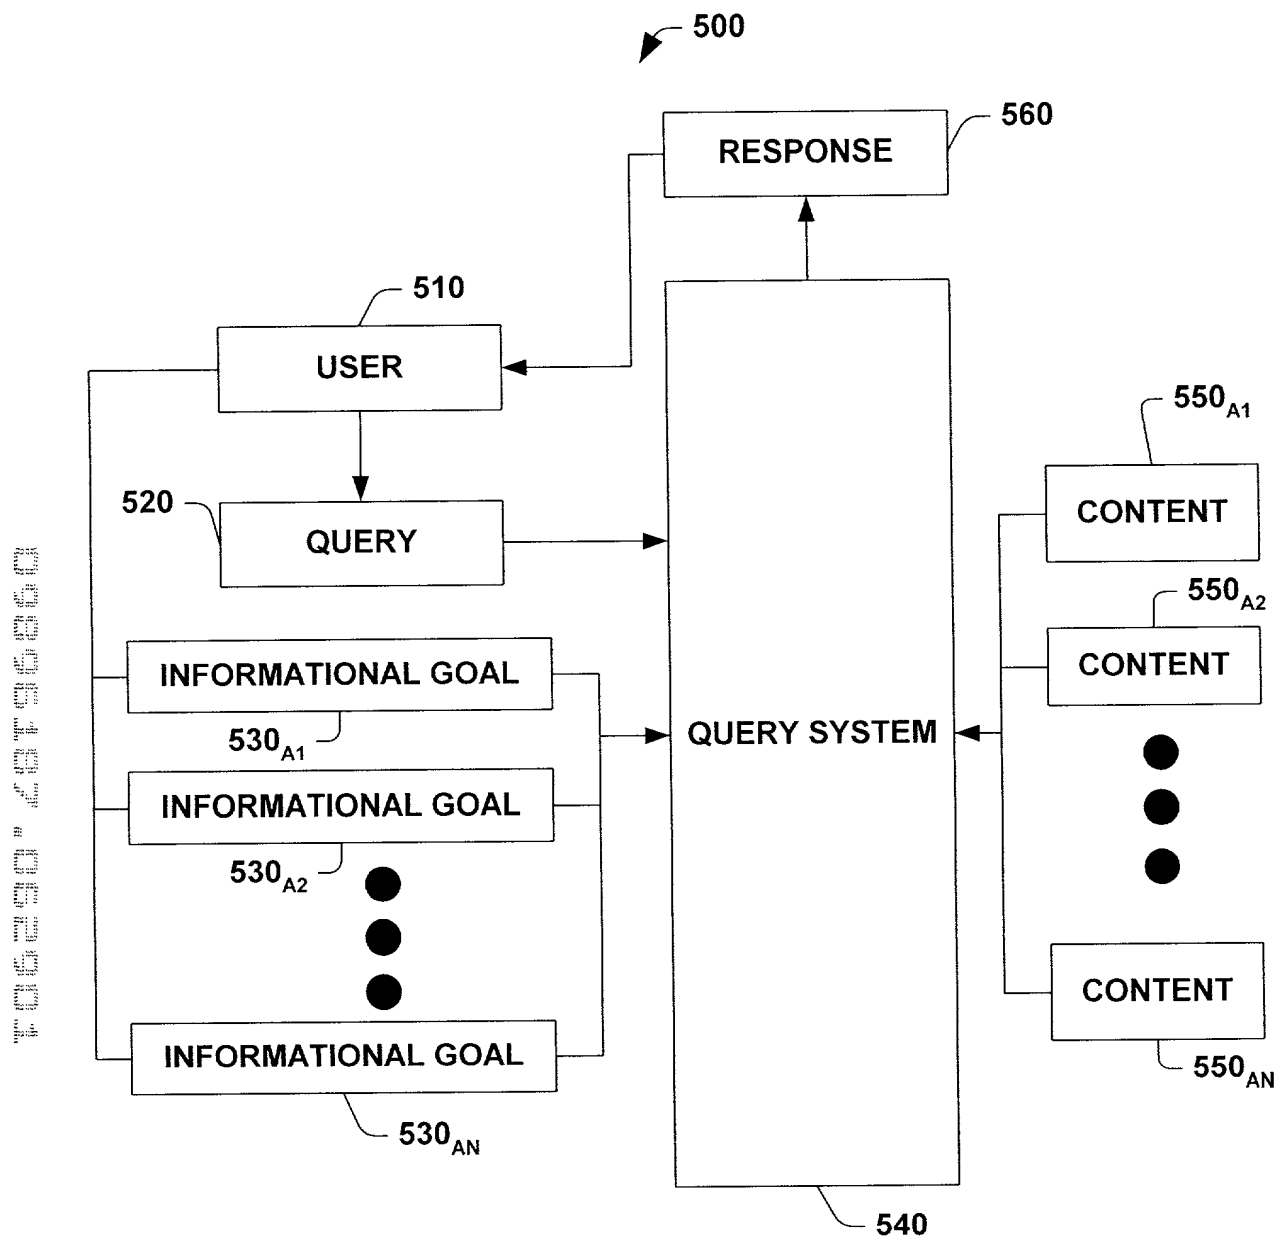 500
560
RESPONSE
510
USER
550A1
CONTENT
520
QUERY
550A2
CONTENT
INFORMATIONAL GOAL
530A1
QUERY SYSTEM
INFORMATIONAL GOAL
530A2
CONTENT
INFORMATIONAL GOAL
550AN
530AN
540